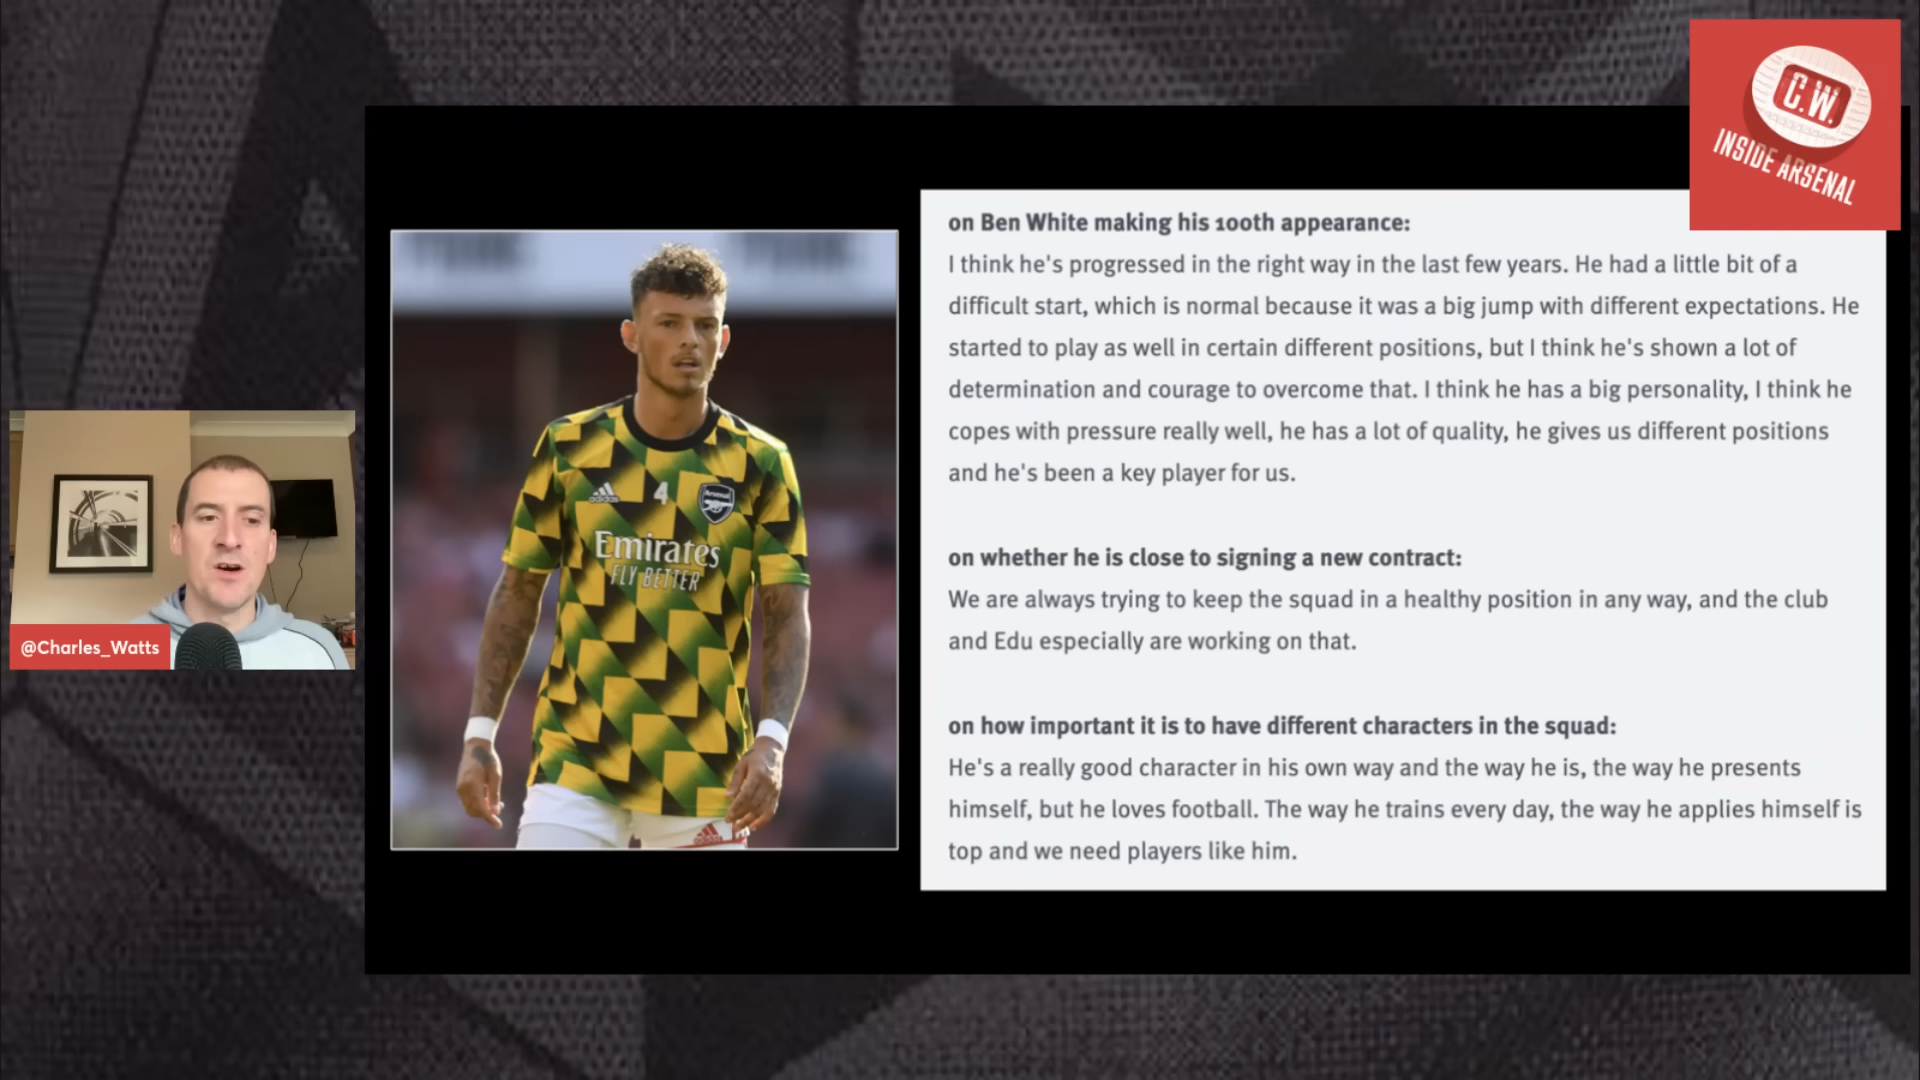 C.W.
INSIDE ARSENAL
on Ben White making his 100th appearance:
I think he's progressed in the right way in the last few years. He had a little bit of a
difficult start, which is normal because it was a big jump with different expectations. He
started to play as well in certain different positions, but I think he's shown a lot of
determination and courage to overcome that. I think he has a big personality, I think he
copes with pressure really well, he has a lot of quality, he gives us different positions
and he's been a key player for us.
on whether he is close to signing a new contract:
We are always trying to keep the squad in a healthy position in any way, and the club
and Edu especially are working on that.
on how important it is to have different characters in the squad:
He's a really good character in his own way and the way he is, the way he presents
himself, but he loves football. The way he trains every day, the way he applies himself is
top and we need players like him.
adidas
4
Arsenal
Emirates
FLY BETTER
@Charles_Watts